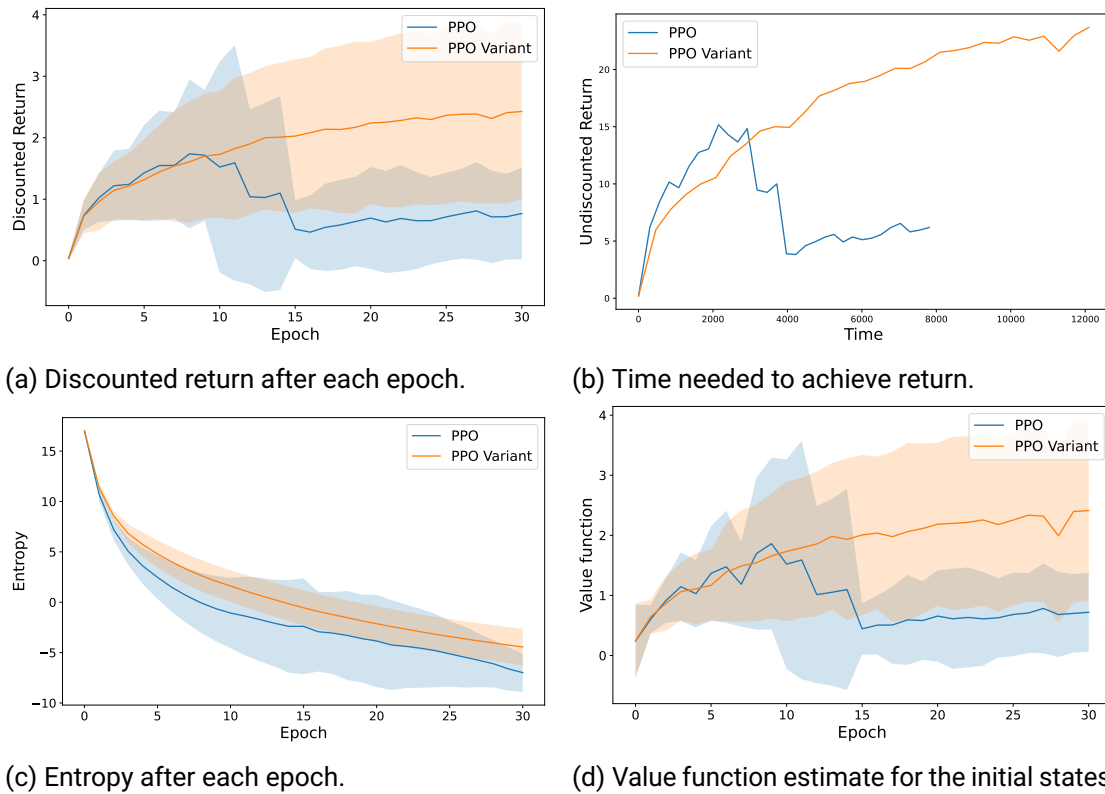 4
3
2
1
0
Discounted Return
0 5 10 15 20 25 30
Epoch
PPO
PPO Variant
(a) Discounted return after each epoch.
20
15
10
5
0
Undiscounted Return
0 2000 4000 6000 8000 10000 12000
Time
PPO
PPO Variant
(b) Time needed to achieve return.
15
10
5
0
−5
−10
Entropy
0 5 10 15 20 25 30
Epoch
PPO
PPO Variant
(c) Entropy after each epoch.
4
3
2
1
0
Value function
0 5 10 15 20 25 30
Epoch
PPO
PPO Variant
(d) Value function estimate for the initial states